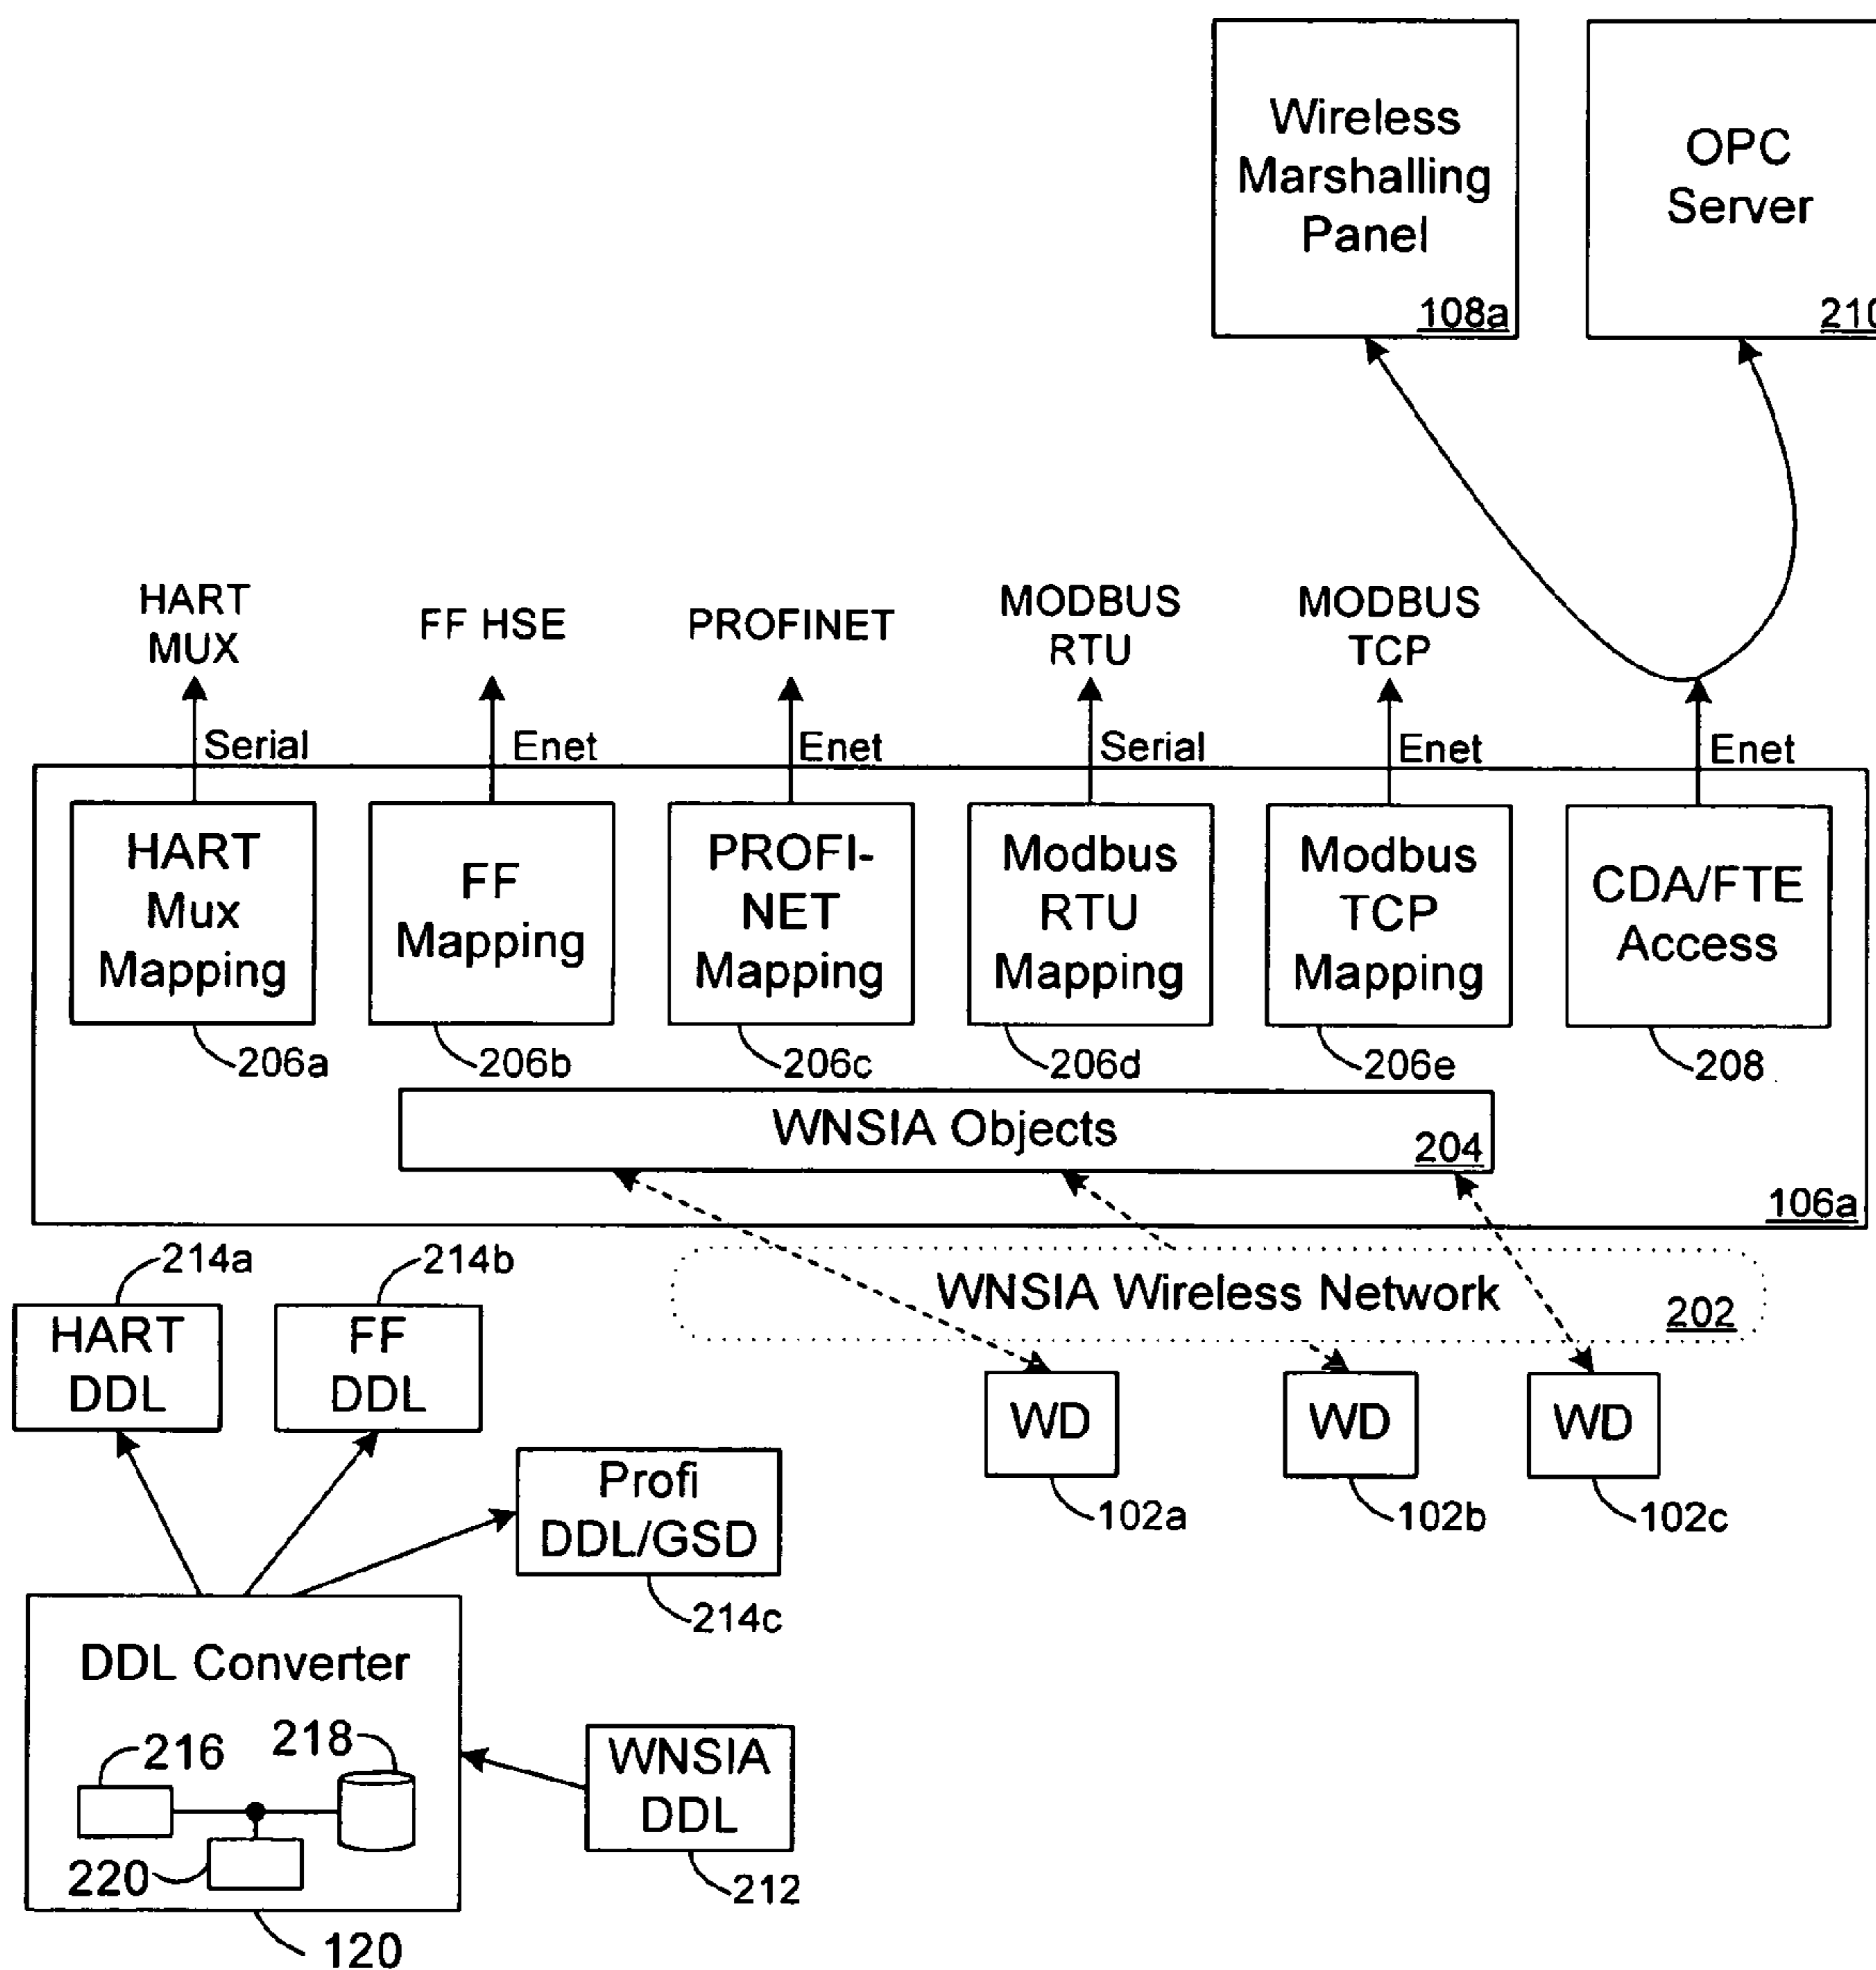 Wireless
Marshalling
Panel
108a
OPC
Server
210
HART
MUX
FF HSE
PROFINET
MODBUS
RTU
MODBUS
TCP
Serial
Enet
Enet
Serial
Enet
Enet
HART
Mux
Mapping
FF
Mapping
PROFI-
NET
Mapping
Modbus
RTU
Mapping
Modbus
TCP
Mapping
CDA/FTE
Access
206a
206b
206c
206d
206e
208
WNSIA Objects
204
106a
214a
214b
WNSIA Wireless Network
202
HART
DDL
FF
DDL
WD
WD
WD
102a
102b
102c
Profi
DDL/GSD
214c
DDL Converter
216
218
220
WNSIA
DDL
212
120